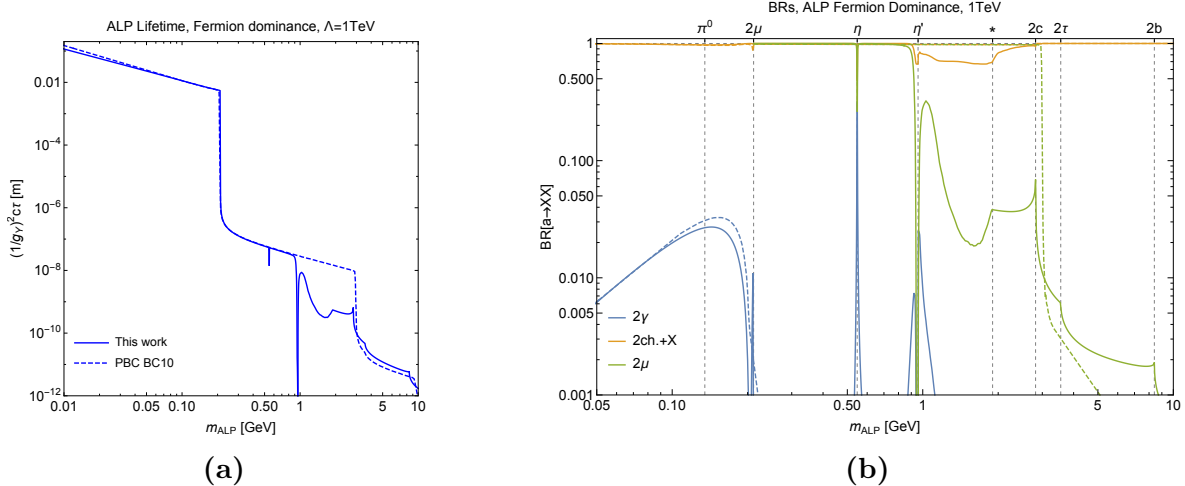 ALP Lifetime, Fermion dominance, Λ=1TeV
(1/gY)²cτ [m]
0.01
10⁻⁴
10⁻⁶
10⁻⁸
10⁻¹⁰
10⁻¹²
This work
PBC BC10
0.01 0.05 0.10 0.50 1 5 10
mALP [GeV]
(a)
BRs, ALP Fermion Dominance, 1TeV
π⁰ 2μ η η' * 2c 2τ 2b
BR[a→XX]
1
0.500
0.100
0.050
0.010
0.005
0.001
2γ
2ch.+X
2μ
0.05 0.10 0.50 1 5 10
mALP [GeV]
(b)